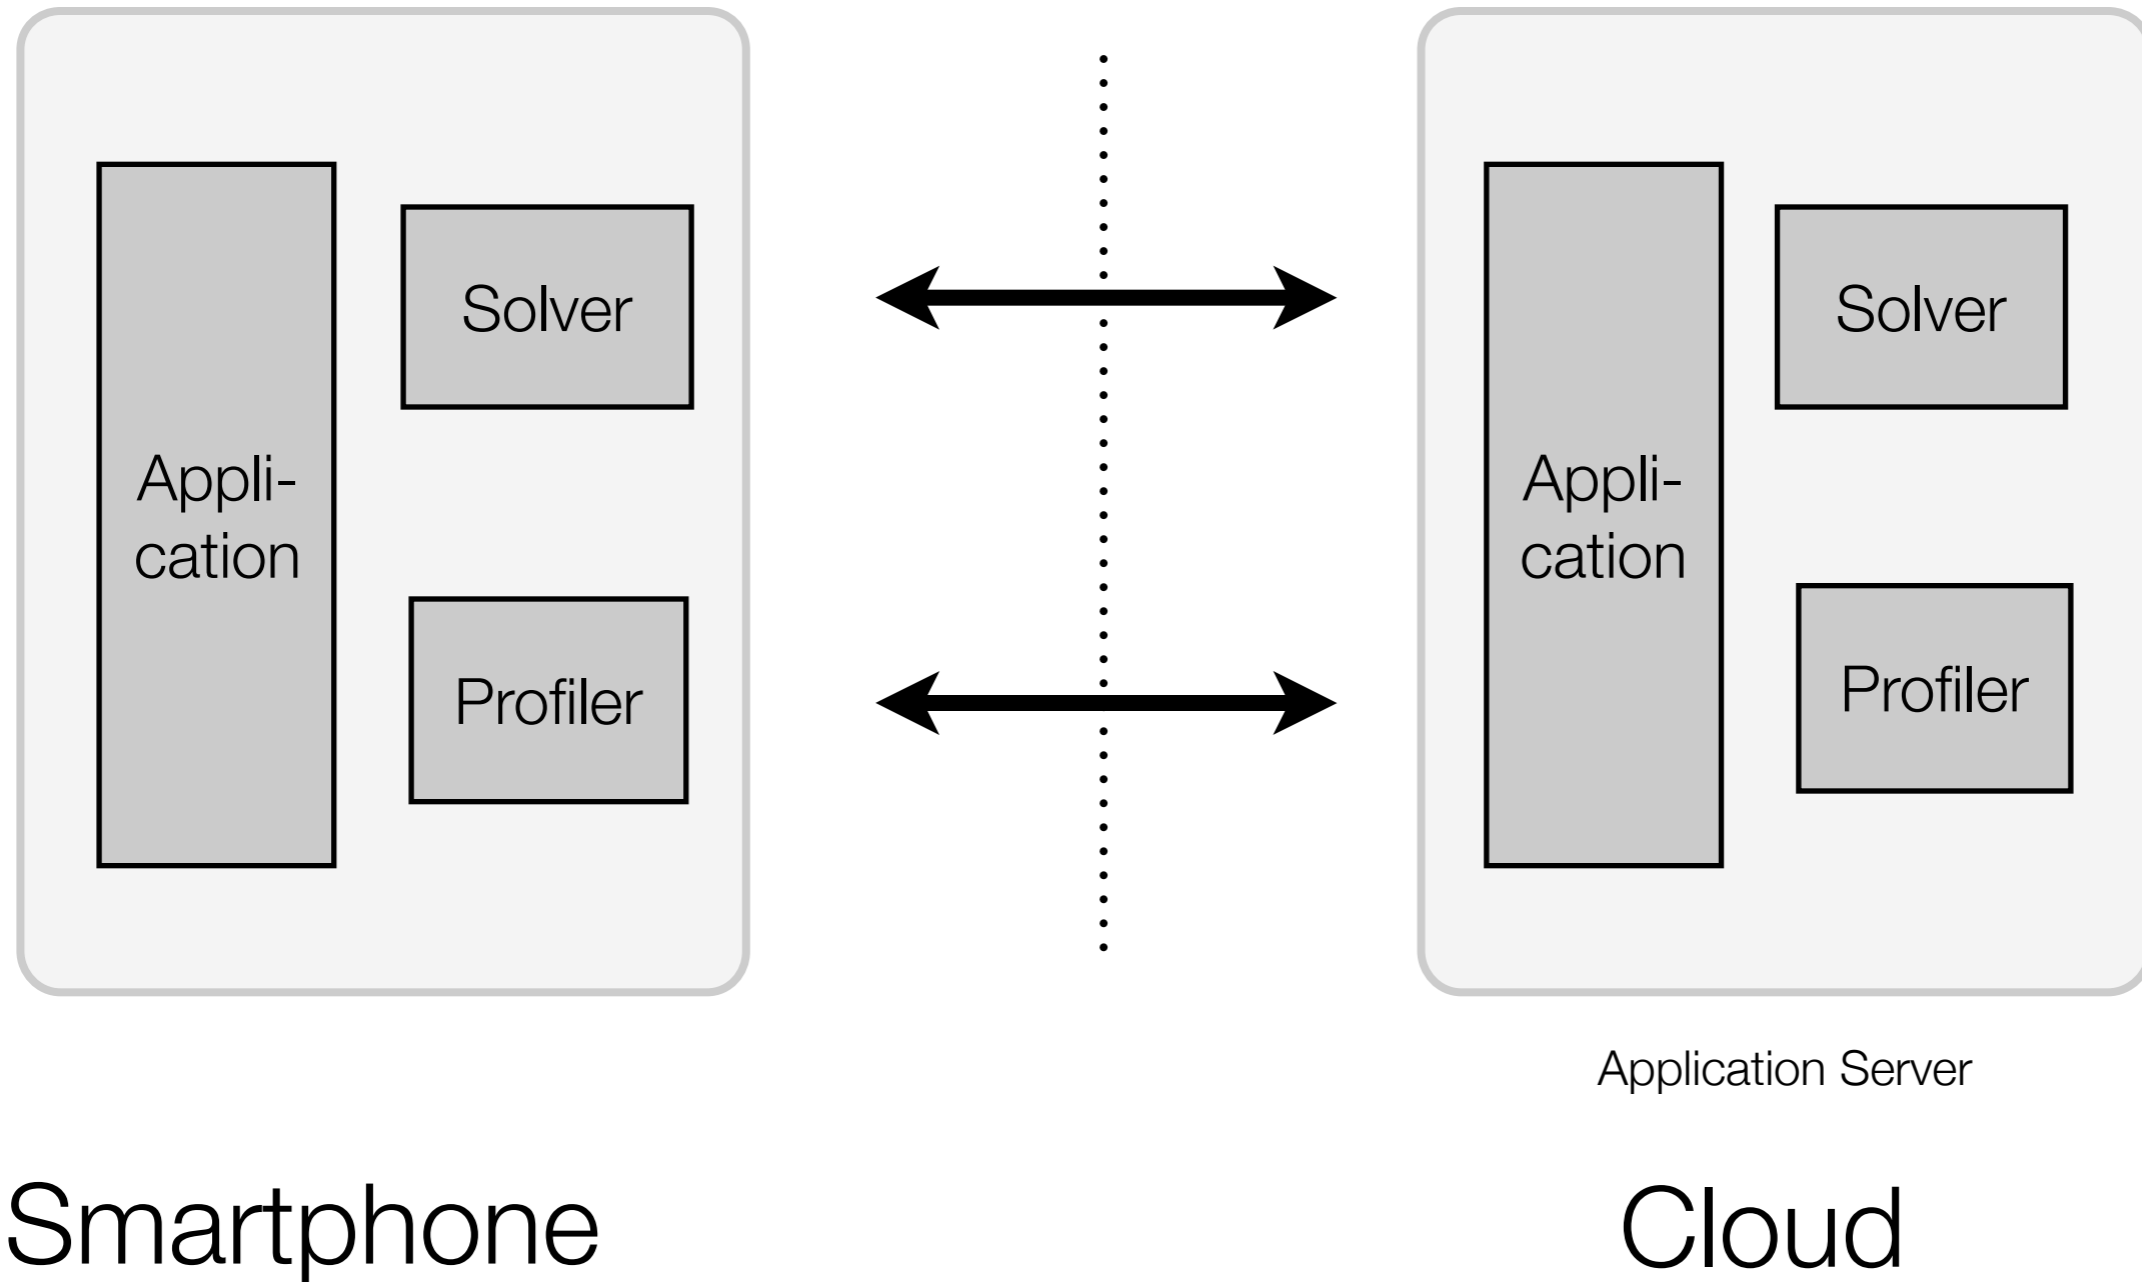 Appli-
cation
Solver
Profiler
Appli-
cation
Solver
Profiler
Application Server
Smartphone
Cloud